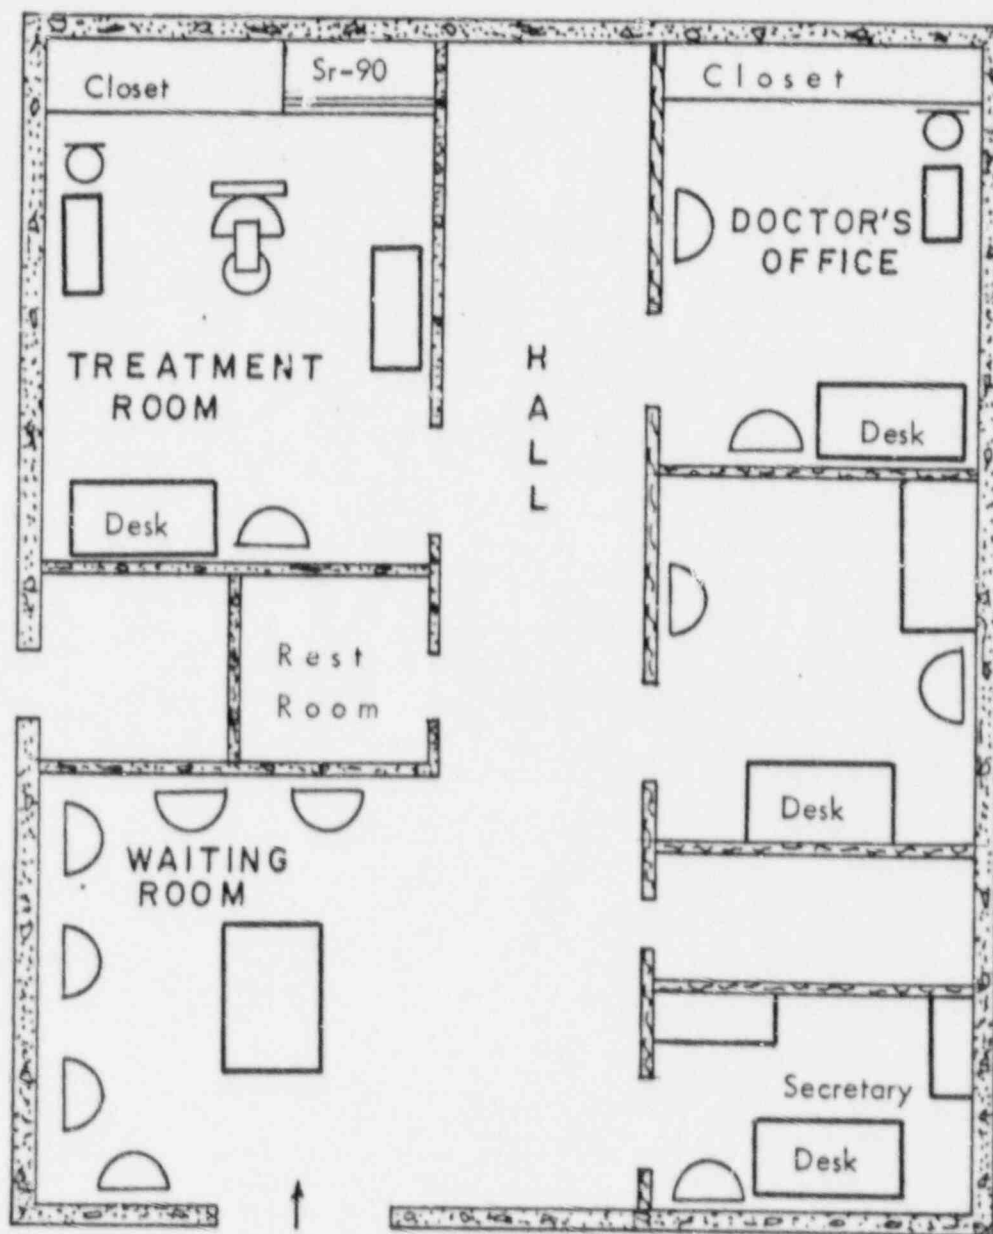 Closet
Sr-90
Closet
DOCTOR'S
OFFICE
TREATMENT
ROOM
H
A
L
L
Desk
Desk
Rest
Room
Desk
WAITING
ROOM
Secretary
Desk